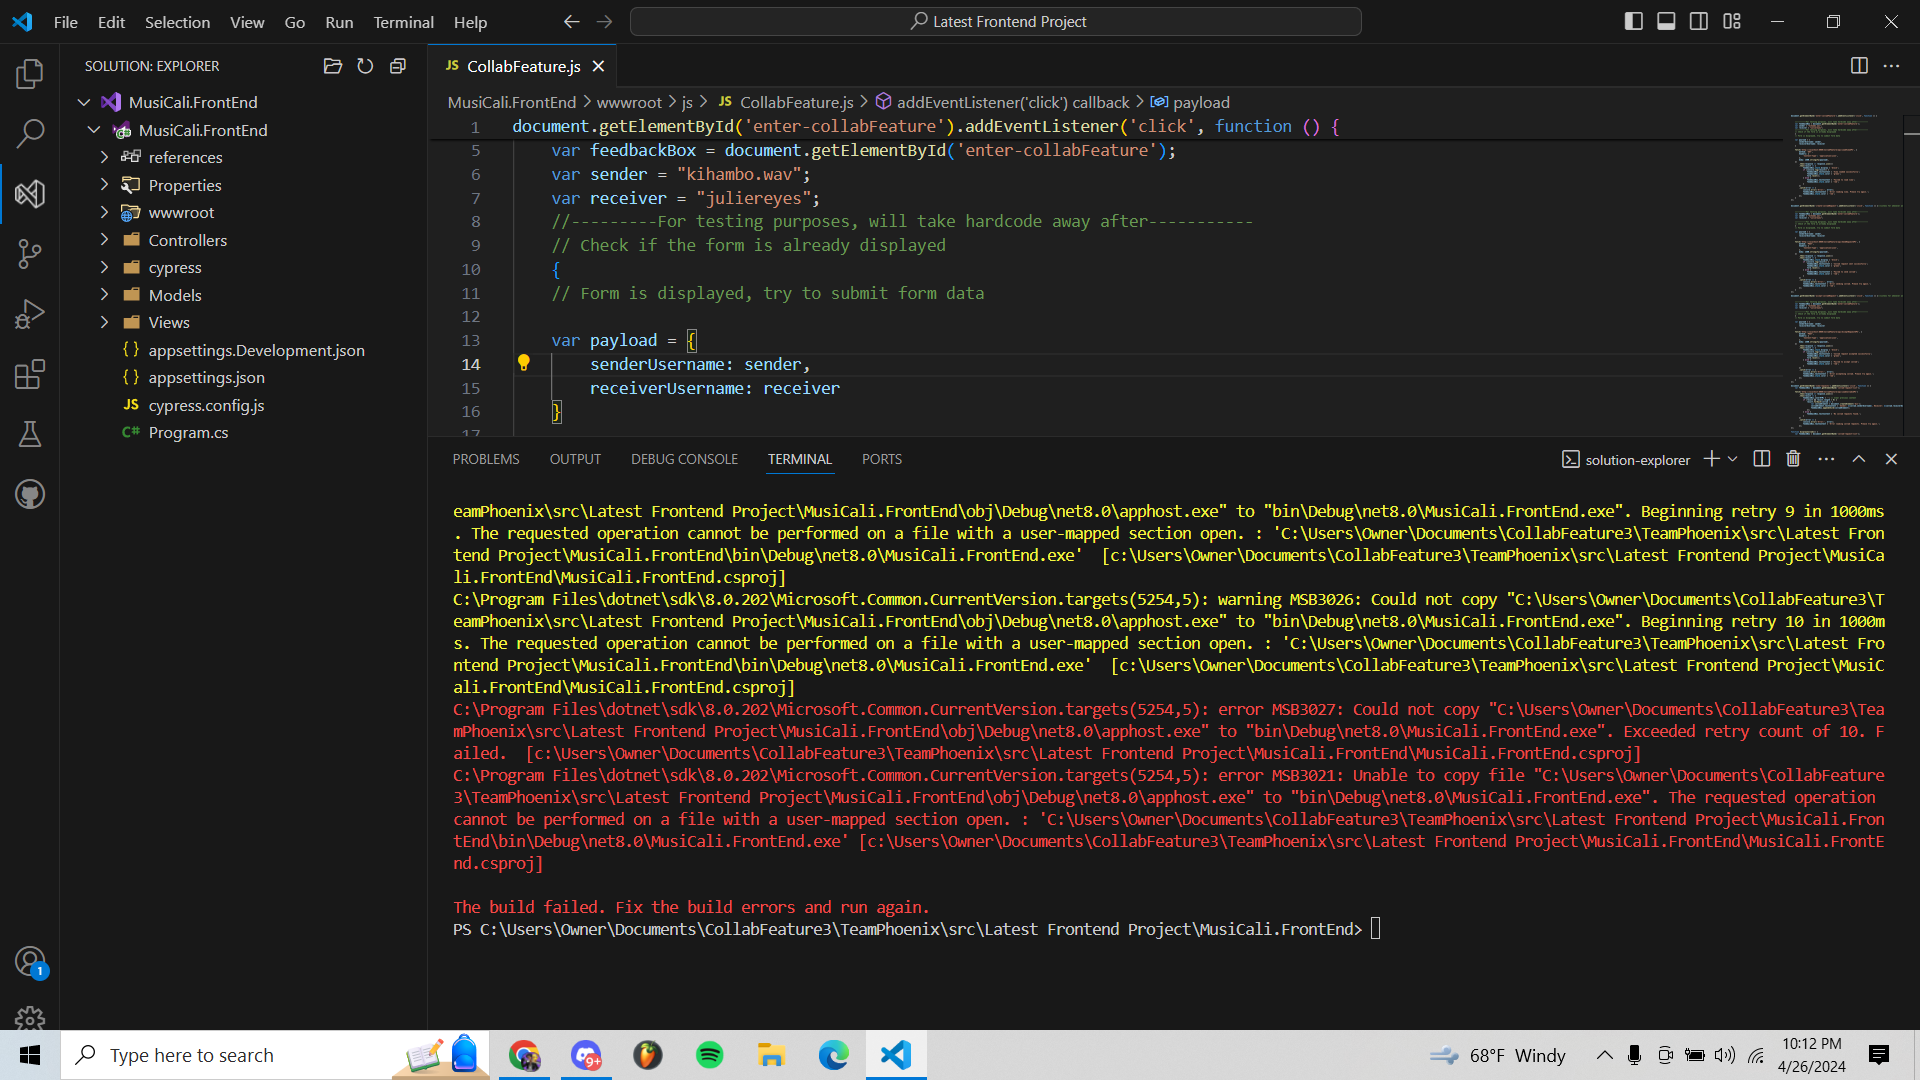 File Edit Selection View Go Run Terminal Help
Latest Frontend Project
SOLUTION: EXPLORER
MusiCali.FrontEnd
MusiCali.FrontEnd
references
Properties
wwwroot
Controllers
cypress
Models
Views
{} appsettings.Development.json
{} appsettings.json
JS cypress.config.js
C# Program.cs
JS CollabFeature.js
MusiCali.FrontEnd > wwwroot > js > JS CollabFeature.js > addEventListener('click') callback > payload
1 document.getElementById('enter-collabFeature').addEventListener('click', function () {
5 var feedbackBox = document.getElementById('enter-collabFeature');
6 var sender = "kihambo.wav";
7 var receiver = "juliereyes";
8 //---------For testing purposes, will take hardcode away after-----------
9 // Check if the form is already displayed
10 {
11 // Form is displayed, try to submit form data
12
13 var payload = {
14 senderUsername: sender,
15 receiverUsername: receiver
16 }
17
PROBLEMS OUTPUT DEBUG CONSOLE TERMINAL PORTS
solution-explorer
eamPhoenix\src\Latest Frontend Project\MusiCali.FrontEnd\obj\Debug\net8.0\apphost.exe" to "bin\Debug\net8.0\MusiCali.FrontEnd.exe". Beginning retry 9 in 1000ms
. The requested operation cannot be performed on a file with a user-mapped section open. : 'C:\Users\Owner\Documents\CollabFeature3\TeamPhoenix\src\Latest Fron
tend Project\MusiCali.FrontEnd\bin\Debug\net8.0\MusiCali.FrontEnd.exe'  [c:\Users\Owner\Documents\CollabFeature3\TeamPhoenix\src\Latest Frontend Project\MusiCa
li.FrontEnd\MusiCali.FrontEnd.csproj]
C:\Program Files\dotnet\sdk\8.0.202\Microsoft.Common.CurrentVersion.targets(5254,5): warning MSB3026: Could not copy "C:\Users\Owner\Documents\CollabFeature3\T
eamPhoenix\src\Latest Frontend Project\MusiCali.FrontEnd\obj\Debug\net8.0\apphost.exe" to "bin\Debug\net8.0\MusiCali.FrontEnd.exe". Beginning retry 10 in 1000m
s. The requested operation cannot be performed on a file with a user-mapped section open. : 'C:\Users\Owner\Documents\CollabFeature3\TeamPhoenix\src\Latest Fro
ntend Project\MusiCali.FrontEnd\bin\Debug\net8.0\MusiCali.FrontEnd.exe'  [c:\Users\Owner\Documents\CollabFeature3\TeamPhoenix\src\Latest Frontend Project\MusiC
ali.FrontEnd\MusiCali.FrontEnd.csproj]
C:\Program Files\dotnet\sdk\8.0.202\Microsoft.Common.CurrentVersion.targets(5254,5): error MSB3027: Could not copy "C:\Users\Owner\Documents\CollabFeature3\Tea
mPhoenix\src\Latest Frontend Project\MusiCali.FrontEnd\obj\Debug\net8.0\apphost.exe" to "bin\Debug\net8.0\MusiCali.FrontEnd.exe". Exceeded retry count of 10. F
ailed.  [c:\Users\Owner\Documents\CollabFeature3\TeamPhoenix\src\Latest Frontend Project\MusiCali.FrontEnd\MusiCali.FrontEnd.csproj]
C:\Program Files\dotnet\sdk\8.0.202\Microsoft.Common.CurrentVersion.targets(5254,5): error MSB3021: Unable to copy file "C:\Users\Owner\Documents\CollabFeature
3\TeamPhoenix\src\Latest Frontend Project\MusiCali.FrontEnd\obj\Debug\net8.0\apphost.exe" to "bin\Debug\net8.0\MusiCali.FrontEnd.exe". The requested operation
cannot be performed on a file with a user-mapped section open. : 'C:\Users\Owner\Documents\CollabFeature3\TeamPhoenix\src\Latest Frontend Project\MusiCali.Fron
tEnd\bin\Debug\net8.0\MusiCali.FrontEnd.exe' [c:\Users\Owner\Documents\CollabFeature3\TeamPhoenix\src\Latest Frontend Project\MusiCali.FrontEnd\MusiCali.FrontE
nd.csproj]
The build failed. Fix the build errors and run again.
PS C:\Users\Owner\Documents\CollabFeature3\TeamPhoenix\src\Latest Frontend Project\MusiCali.FrontEnd>
1
Type here to search
9+
68°F Windy
10:12 PM
4/26/2024